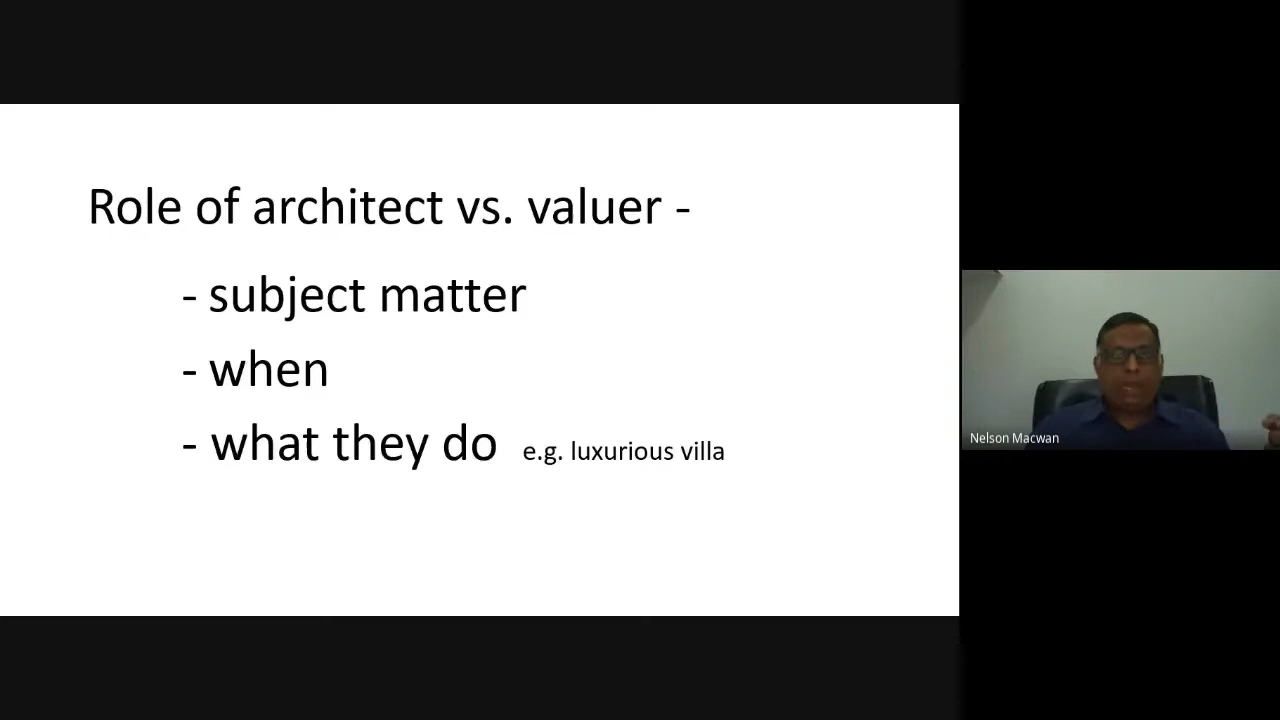 Role of architect vs. valuer -
- subject matter
- when
- what they do e.g. luxurious villa
Nelson Macwan